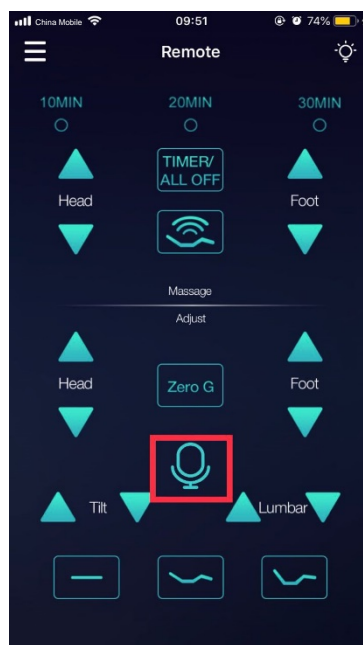 China Mobile 09:51 74%
Remote
10MIN 20MIN 30MIN
TIMER/
ALL OFF
Head Foot
Massage
Adjust
Head Zero G Foot
Tilt Lumbar